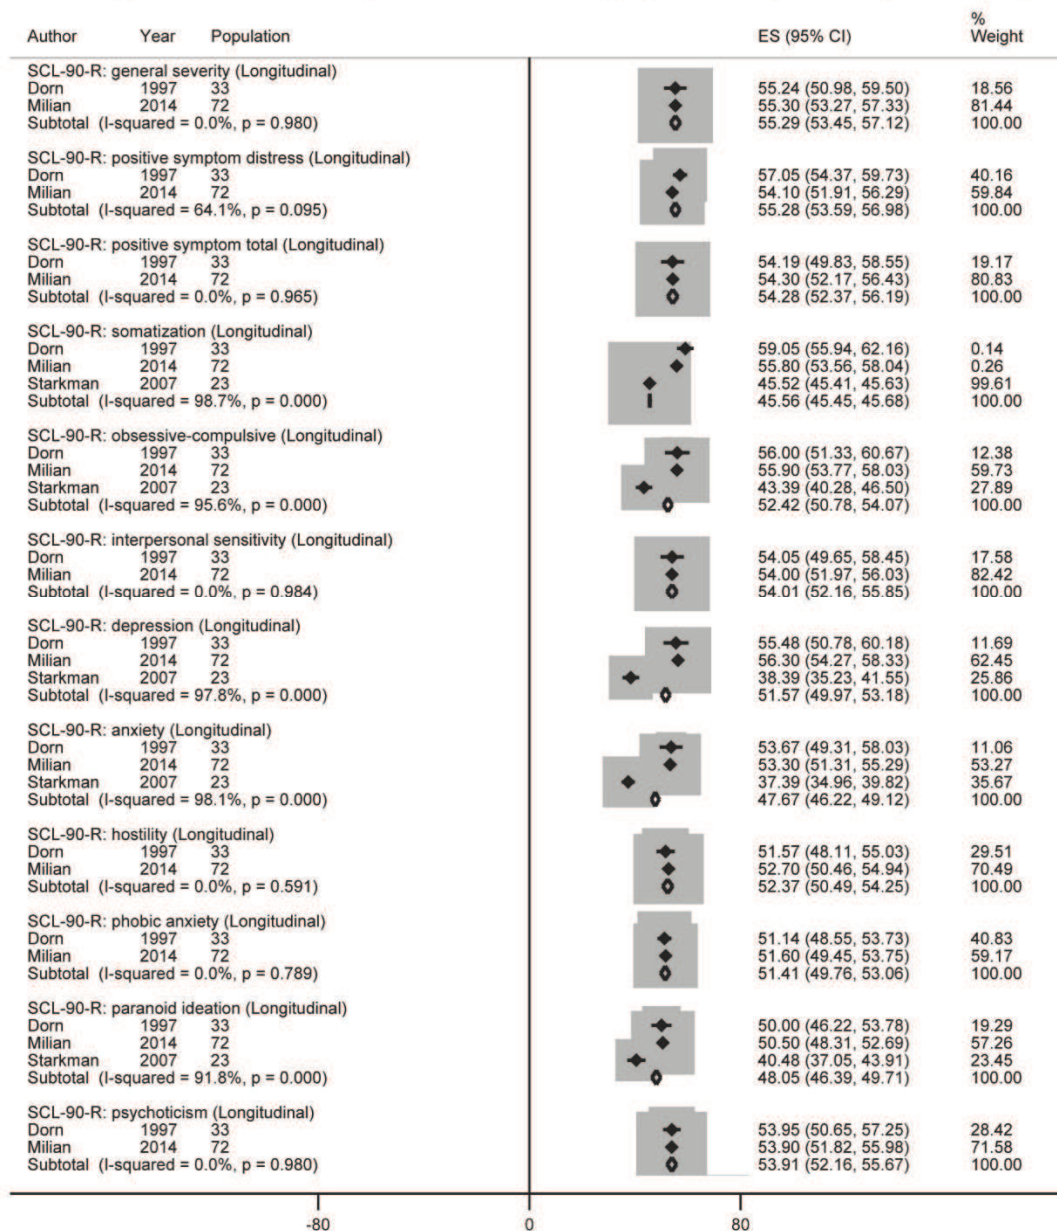 Author Year Population ES (95% CI) % Weight
SCL-90-R: general severity (Longitudinal)
Dorn 1997 33 55.24 (50.98, 59.50) 18.56
Milian 2014 72 55.30 (53.27, 57.33) 81.44
Subtotal (I-squared = 0.0%, p = 0.980) 55.29 (53.45, 57.12) 100.00
SCL-90-R: positive symptom distress (Longitudinal)
Dorn 1997 33 57.05 (54.37, 59.73) 40.16
Milian 2014 72 54.10 (51.91, 56.29) 59.84
Subtotal (I-squared = 64.1%, p = 0.095) 55.28 (53.59, 56.98) 100.00
SCL-90-R: positive symptom total (Longitudinal)
Dorn 1997 33 54.19 (49.83, 58.55) 19.17
Milian 2014 72 54.30 (52.17, 56.43) 80.83
Subtotal (I-squared = 0.0%, p = 0.965) 54.28 (52.37, 56.19) 100.00
SCL-90-R: somatization (Longitudinal)
Dorn 1997 33 59.05 (55.94, 62.16) 0.14
Milian 2014 72 55.80 (53.56, 58.04) 0.26
Starkman 2007 23 45.52 (45.41, 45.63) 99.61
Subtotal (I-squared = 98.7%, p = 0.000) 45.56 (45.45, 45.68) 100.00
SCL-90-R: obsessive-compulsive (Longitudinal)
Dorn 1997 33 56.00 (51.33, 60.67) 12.38
Milian 2014 72 55.90 (53.77, 58.03) 59.73
Starkman 2007 23 43.39 (40.28, 46.50) 27.89
Subtotal (I-squared = 95.6%, p = 0.000) 52.42 (50.78, 54.07) 100.00
SCL-90-R: interpersonal sensitivity (Longitudinal)
Dorn 1997 33 54.05 (49.65, 58.45) 17.58
Milian 2014 72 54.00 (51.97, 56.03) 82.42
Subtotal (I-squared = 0.0%, p = 0.984) 54.01 (52.16, 55.85) 100.00
SCL-90-R: depression (Longitudinal)
Dorn 1997 33 55.48 (50.78, 60.18) 11.69
Milian 2014 72 56.30 (54.27, 58.33) 62.45
Starkman 2007 23 38.39 (35.23, 41.55) 25.86
Subtotal (I-squared = 97.8%, p = 0.000) 51.57 (49.97, 53.18) 100.00
SCL-90-R: anxiety (Longitudinal)
Dorn 1997 33 53.67 (49.31, 58.03) 11.06
Milian 2014 72 53.30 (51.31, 55.29) 53.27
Starkman 2007 23 37.39 (34.96, 39.82) 35.67
Subtotal (I-squared = 98.1%, p = 0.000) 47.67 (46.22, 49.12) 100.00
SCL-90-R: hostility (Longitudinal)
Dorn 1997 33 51.57 (48.11, 55.03) 29.51
Milian 2014 72 52.70 (50.46, 54.94) 70.49
Subtotal (I-squared = 0.0%, p = 0.591) 52.37 (50.49, 54.25) 100.00
SCL-90-R: phobic anxiety (Longitudinal)
Dorn 1997 33 51.14 (48.55, 53.73) 40.83
Milian 2014 72 51.60 (49.45, 53.75) 59.17
Subtotal (I-squared = 0.0%, p = 0.789) 51.41 (49.76, 53.06) 100.00
SCL-90-R: paranoid ideation (Longitudinal)
Dorn 1997 33 50.00 (46.22, 53.78) 19.29
Milian 2014 72 50.50 (48.31, 52.69) 57.26
Starkman 2007 23 40.48 (37.05, 43.91) 23.45
Subtotal (I-squared = 91.8%, p = 0.000) 48.05 (46.39, 49.71) 100.00
SCL-90-R: psychoticism (Longitudinal)
Dorn 1997 33 53.95 (50.65, 57.25) 28.42
Milian 2014 72 53.90 (51.82, 55.98) 71.58
Subtotal (I-squared = 0.0%, p = 0.980) 53.91 (52.16, 55.67) 100.00
-80 0 80